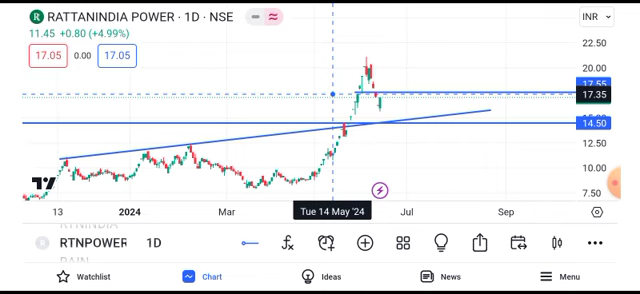 RATTANINDIA POWER · 1D · NSE
INR
11.45 +0.80 (+4.99%)
17.05 0.00 17.05
22.50
20.00
17.55
17.35
14.50
12.50
10.00
7.50
13 2024 Mar Tue 14 May '24 Jul Sep
RTNPOWER 1D
Watchlist Chart Ideas News Menu